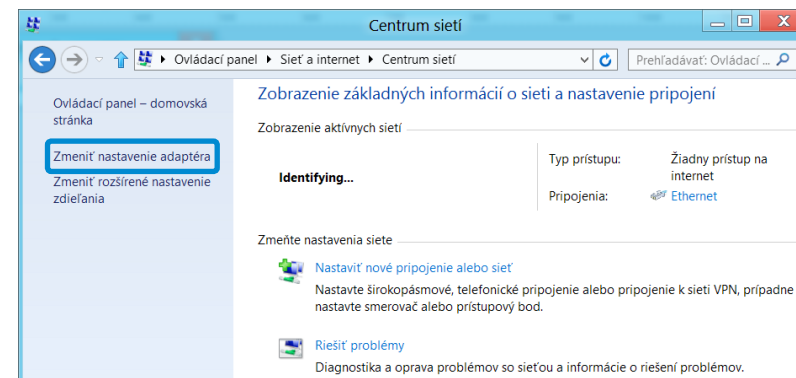 Centrum sietí
Ovládací panel ▸ Sieť a internet ▸ Centrum sietí
Prehľadávať: Ovládací ...
Ovládací panel – domovská
stránka
Zmeniť nastavenie adaptéra
Zmeniť rozšírené nastavenie
zdieľania
Zobrazenie základných informácií o sieti a nastavenie pripojení
Zobrazenie aktívnych sietí
Identifying...
Typ prístupu: Žiadny prístup na
internet
Pripojenia: Ethernet
Zmeňte nastavenia siete
Nastaviť nové pripojenie alebo sieť
Nastavte širokopásmové, telefonické pripojenie alebo pripojenie k sieti VPN, prípadne
nastavte smerovač alebo prístupový bod.
Riešiť problémy
Diagnostika a oprava problémov so sieťou a informácie o riešení problémov.